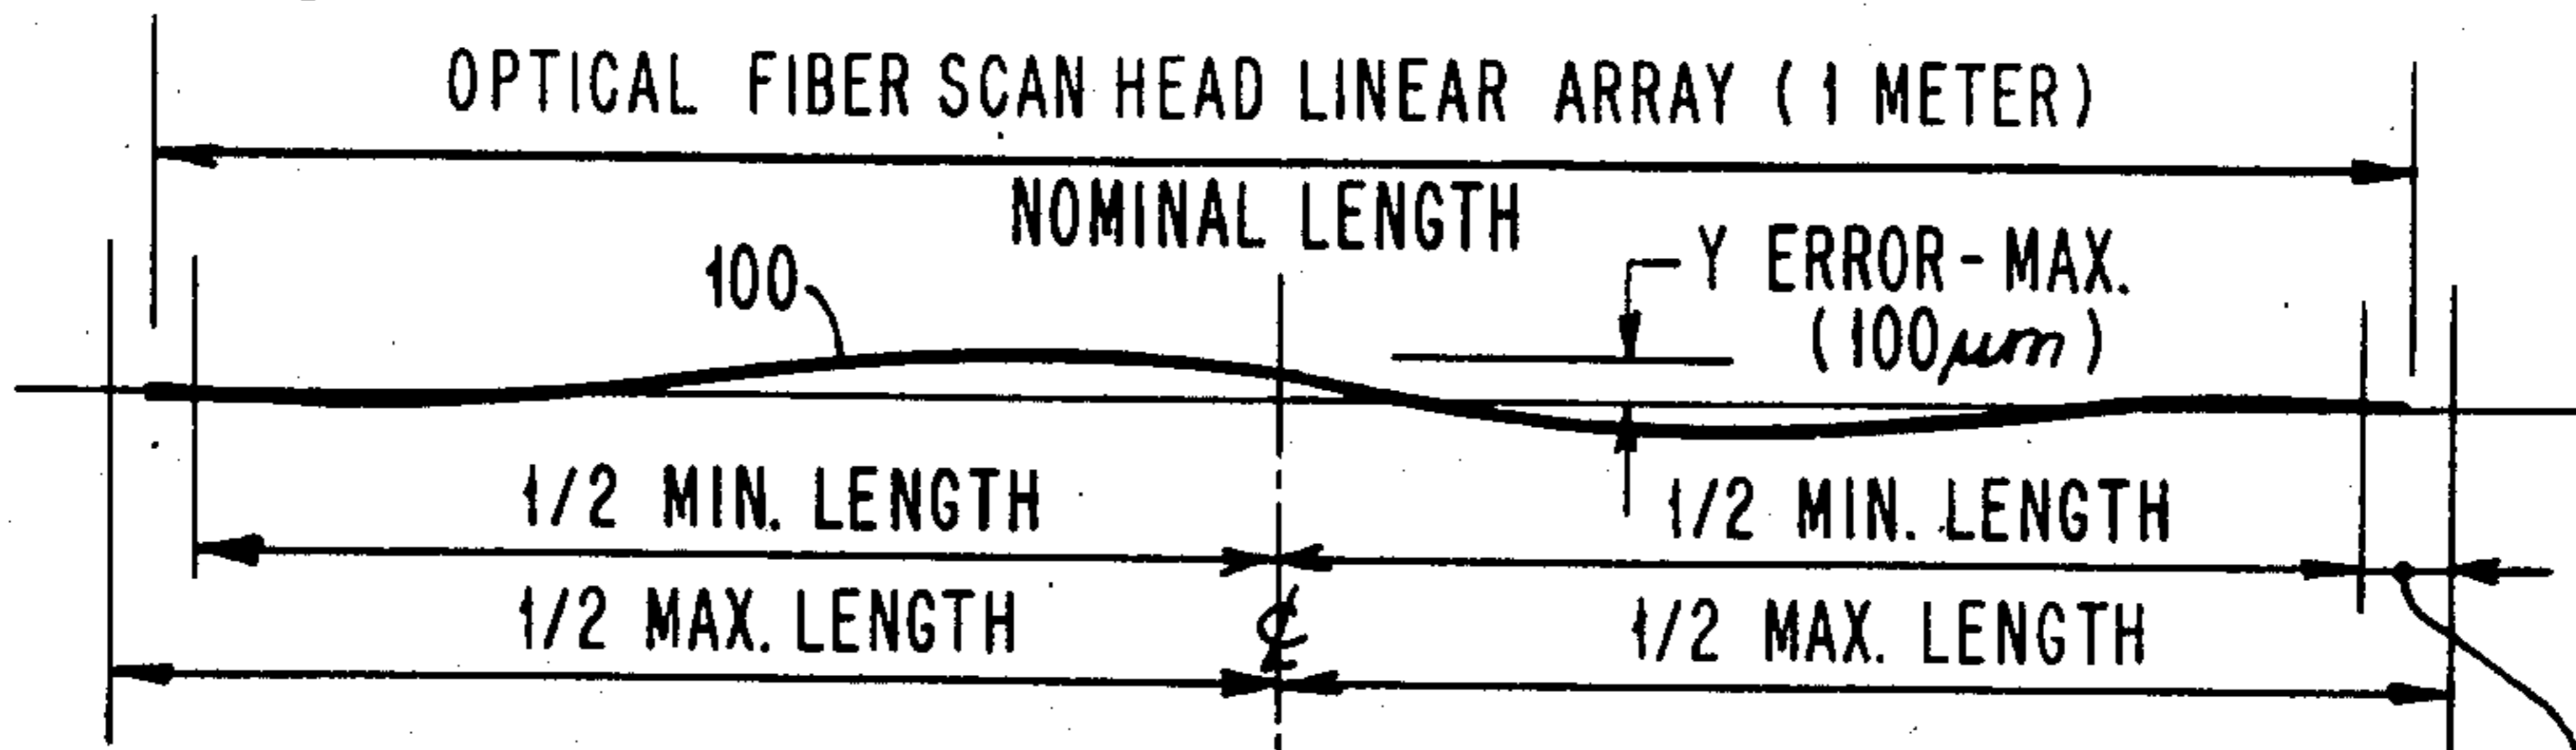 OPTICAL FIBER SCAN HEAD LINEAR ARRAY (1 METER)
NOMINAL LENGTH
100
Y ERROR-MAX.
(100μm)
1/2 MIN. LENGTH
1/2 MIN. LENGTH
1/2 MAX. LENGTH
℄
1/2 MAX. LENGTH